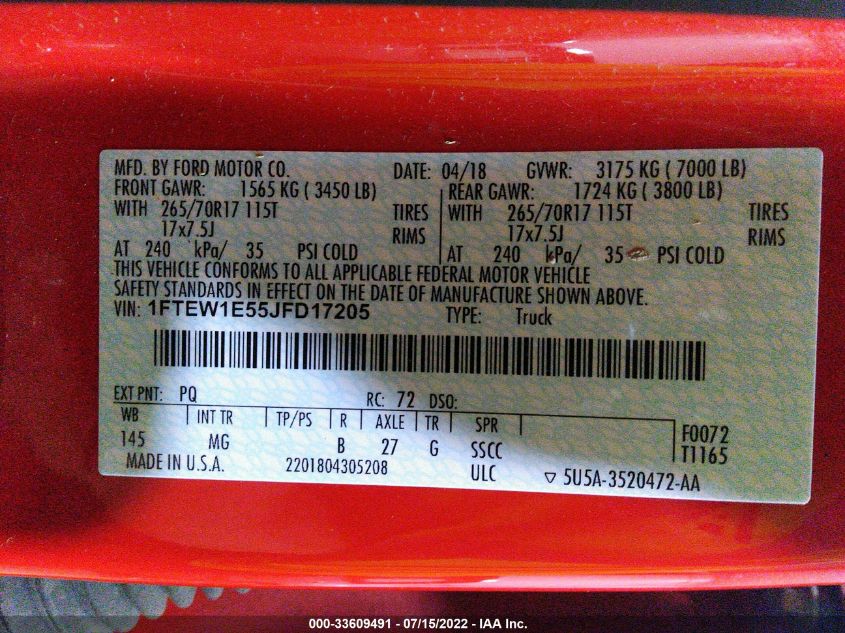 MFD. BY FORD MOTOR CO. DATE: 04/18 GVWR: 3175 KG ( 7000 LB)
FRONT GAWR: 1565 KG ( 3450 LB) REAR GAWR: 1724 KG ( 3800 LB)
WITH 265/70R17 115T TIRES WITH 265/70R17 115T TIRES
17x7.5J RIMS 17x7.5J RIMS
AT 240 kPa/ 35 PSI COLD AT 240 kPa/ 35 PSI COLD
THIS VEHICLE CONFORMS TO ALL APPLICABLE FEDERAL MOTOR VEHICLE
SAFETY STANDARDS IN EFFECT ON THE DATE OF MANUFACTURE SHOWN ABOVE.
VIN: 1FTEW1E55JFD17205 TYPE: Truck
EXT PNT: PQ RC: 72 DSO:
WB INT TR TP/PS R AXLE TR SPR F0072
145 MG B 27 G SSCC T1165
MADE IN U.S.A. 2201804305208 ULC ▽ 5U5A-3520472-AA
000-33609491 - 07/15/2022 - IAA Inc.